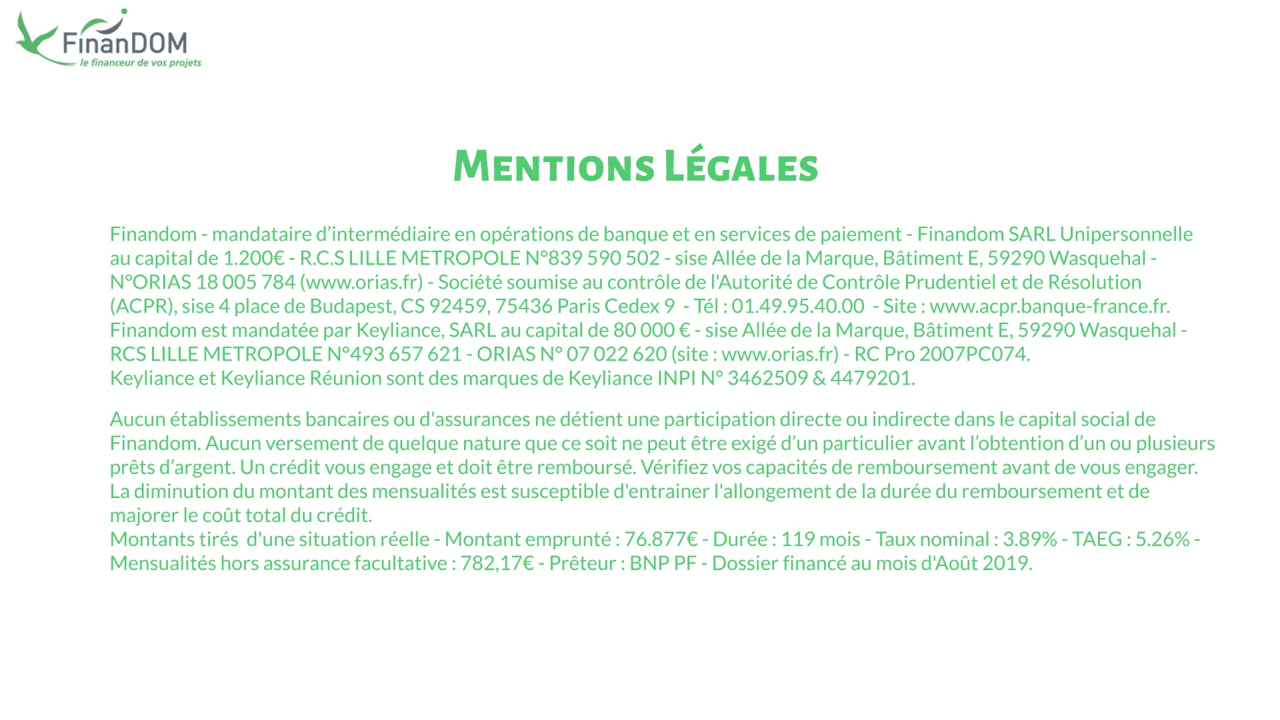 FinanDOM
le financeur de vos projets
Mentions Légales
Finandom - mandataire d’intermédiaire en opérations de banque et en services de paiement - Finandom SARL Unipersonnelle
au capital de 1.200€ - R.C.S LILLE METROPOLE N°839 590 502 - sise Allée de la Marque, Bâtiment E, 59290 Wasquehal -
N°ORIAS 18 005 784 (www.orias.fr) - Société soumise au contrôle de l'Autorité de Contrôle Prudentiel et de Résolution
(ACPR), sise 4 place de Budapest, CS 92459, 75436 Paris Cedex 9 - Tél : 01.49.95.40.00 - Site : www.acpr.banque-france.fr.
Finandom est mandatée par Keyliance, SARL au capital de 80 000 € - sise Allée de la Marque, Bâtiment E, 59290 Wasquehal -
RCS LILLE METROPOLE N°493 657 621 - ORIAS N° 07 022 620 (site : www.orias.fr) - RC Pro 2007PC074.
Keyliance et Keyliance Réunion sont des marques de Keyliance INPI N° 3462509 & 4479201.
Aucun établissements bancaires ou d'assurances ne détient une participation directe ou indirecte dans le capital social de
Finandom. Aucun versement de quelque nature que ce soit ne peut être exigé d’un particulier avant l’obtention d’un ou plusieurs
prêts d’argent. Un crédit vous engage et doit être remboursé. Vérifiez vos capacités de remboursement avant de vous engager.
La diminution du montant des mensualités est susceptible d'entrainer l'allongement de la durée du remboursement et de
majorer le coût total du crédit.
Montants tirés d'une situation réelle - Montant emprunté : 76.877€ - Durée : 119 mois - Taux nominal : 3.89% - TAEG : 5.26% -
Mensualités hors assurance facultative : 782,17€ - Prêteur : BNP PF - Dossier financé au mois d'Août 2019.